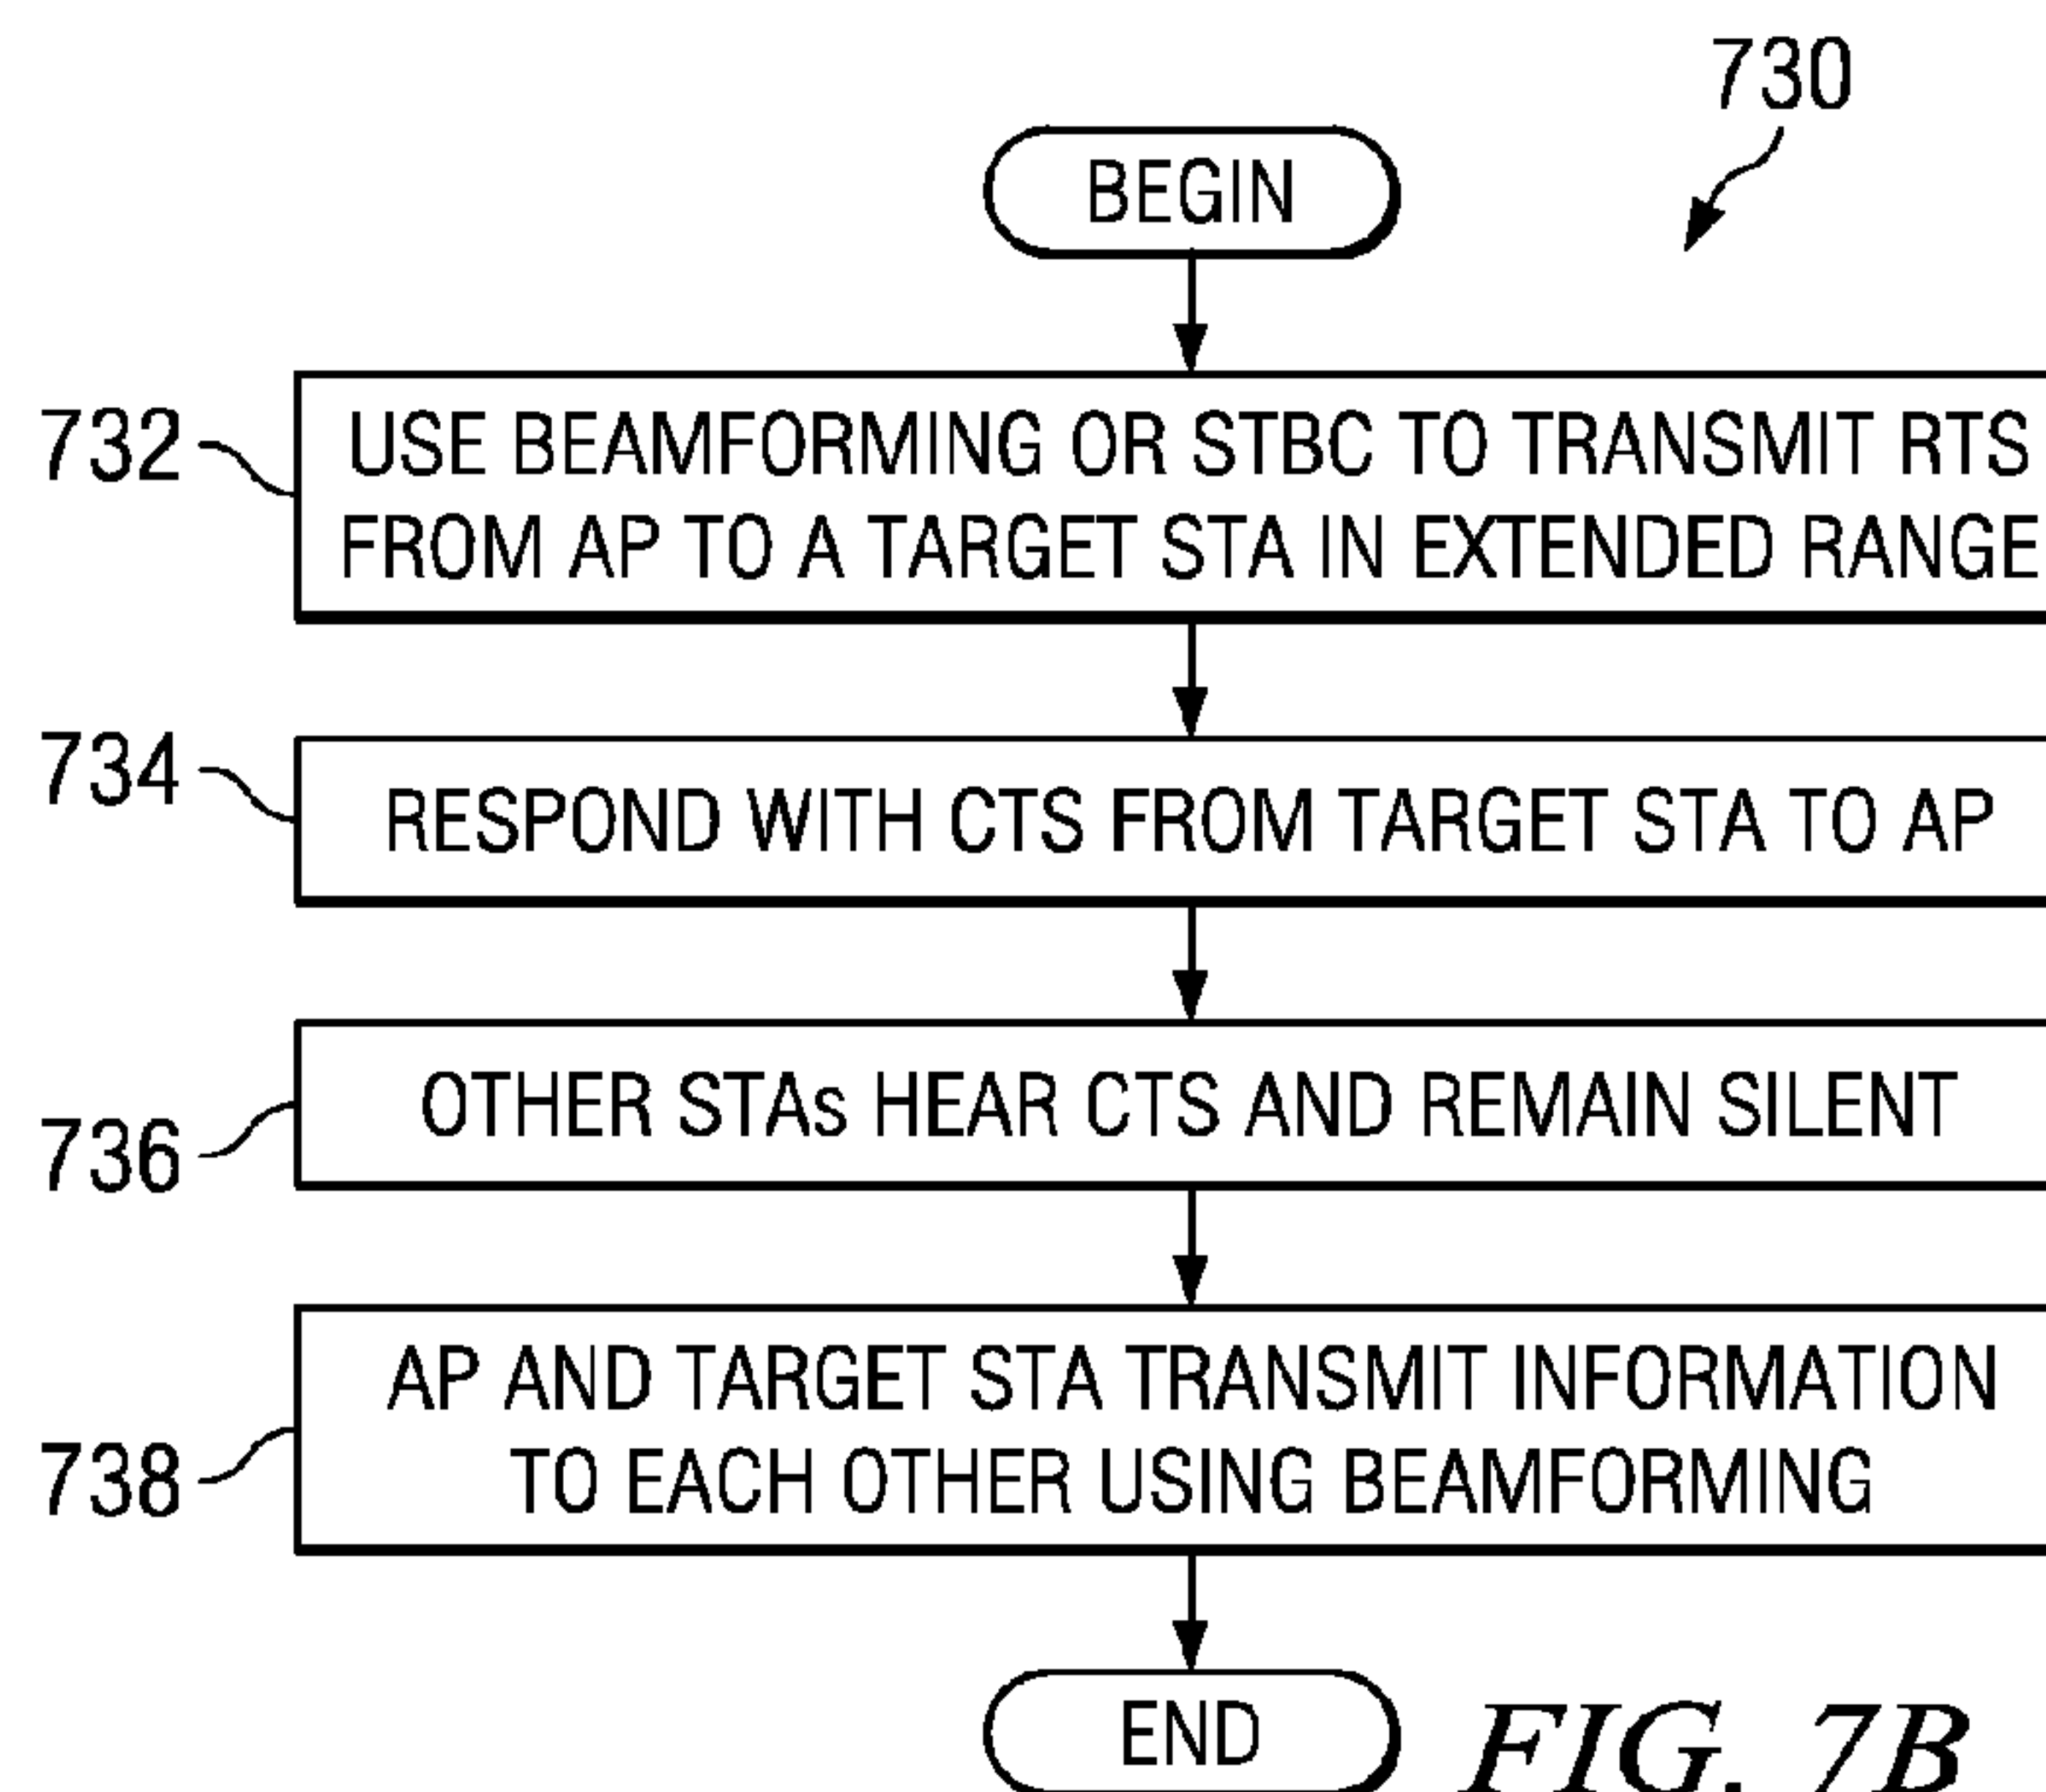 730
BEGIN
732
USE BEAMFORMING OR STBC TO TRANSMIT RTS
FROM AP TO A TARGET STA IN EXTENDED RANGE
734
RESPOND WITH CTS FROM TARGET STA TO AP
736
OTHER STAs HEAR CTS AND REMAIN SILENT
738
AP AND TARGET STA TRANSMIT INFORMATION
TO EACH OTHER USING BEAMFORMING
END
FIG. 7B